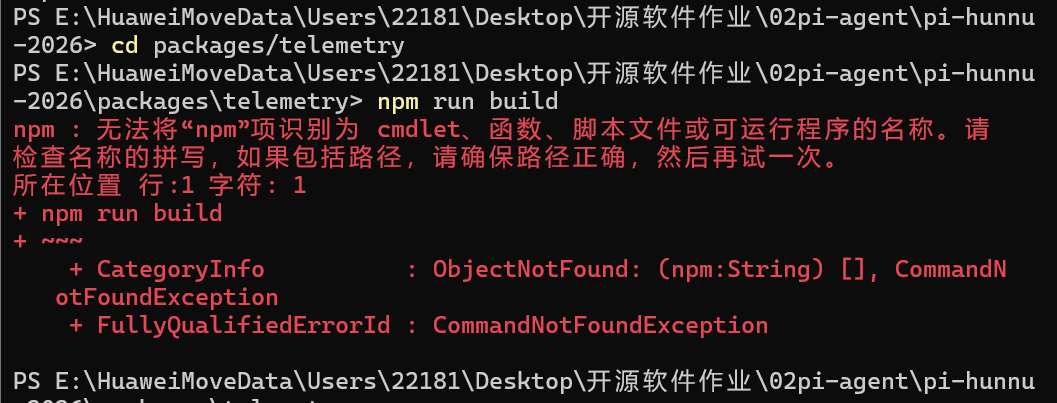 PS E:\HuaweiMoveData\Users\22181\Desktop\开源软件作业\02pi-agent\pi-hunnu
-2026> cd packages/telemetry
PS E:\HuaweiMoveData\Users\22181\Desktop\开源软件作业\02pi-agent\pi-hunnu
-2026\packages\telemetry> npm run build
npm : 无法将“npm”项识别为 cmdlet、函数、脚本文件或可运行程序的名称。请
检查名称的拼写，如果包括路径，请确保路径正确，然后再试一次。
所在位置 行:1 字符: 1
+ npm run build
+ ~~~
    + CategoryInfo          : ObjectNotFound: (npm:String) [], CommandN
   otFoundException
    + FullyQualifiedErrorId : CommandNotFoundException
PS E:\HuaweiMoveData\Users\22181\Desktop\开源软件作业\02pi-agent\pi-hunnu